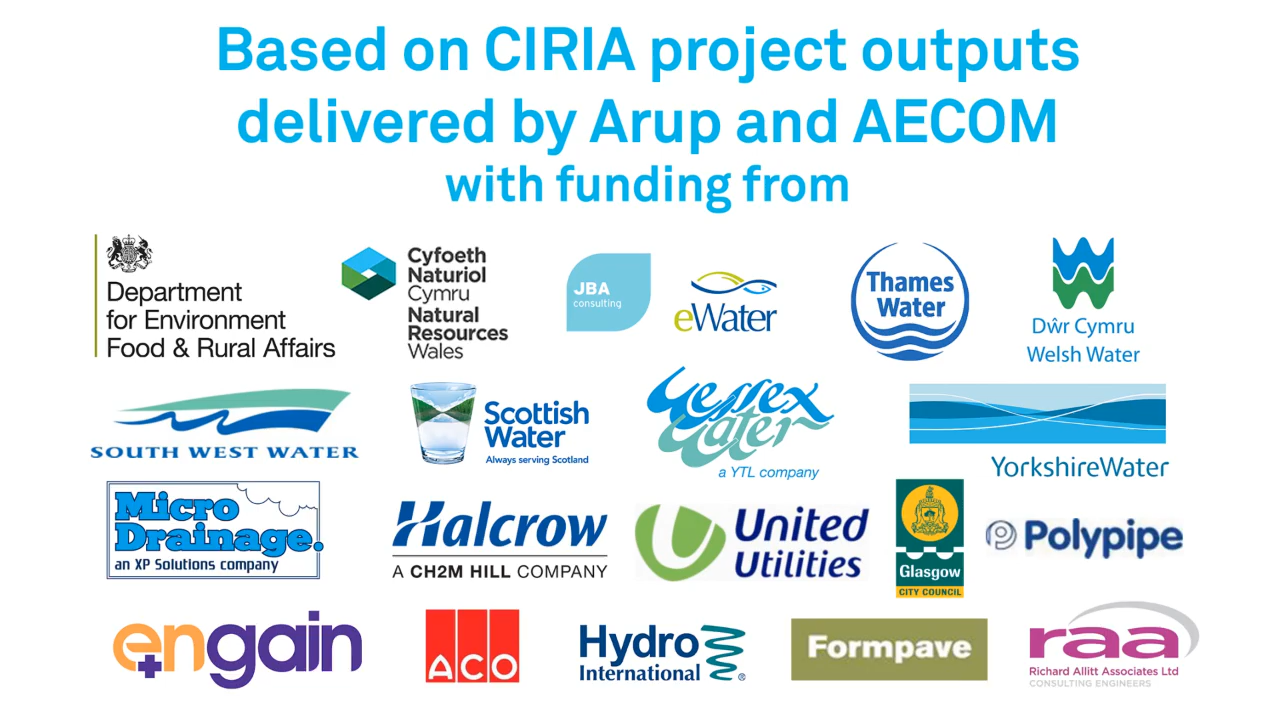 Based on CIRIA project outputs
delivered by Arup and AECOM
with funding from
Department
for Environment
Food & Rural Affairs
Cyfoeth
Naturiol
Cymru
Natural
Resources
Wales
JBA
consulting
eWater
Thames
Water
Dŵr Cymru
Welsh Water
SOUTH WEST WATER
Scottish
Water
Always serving Scotland
Wessex
Water
a YTL company
YorkshireWater
Micro
Drainage.
an XP Solutions company
Halcrow
A CH2M HILL COMPANY
United
Utilities
Glasgow
CITY COUNCIL
Polypipe
engain
ACO
Hydro
International
®
Formpave
raa
Richard Allitt Associates Ltd
CONSULTING ENGINEERS